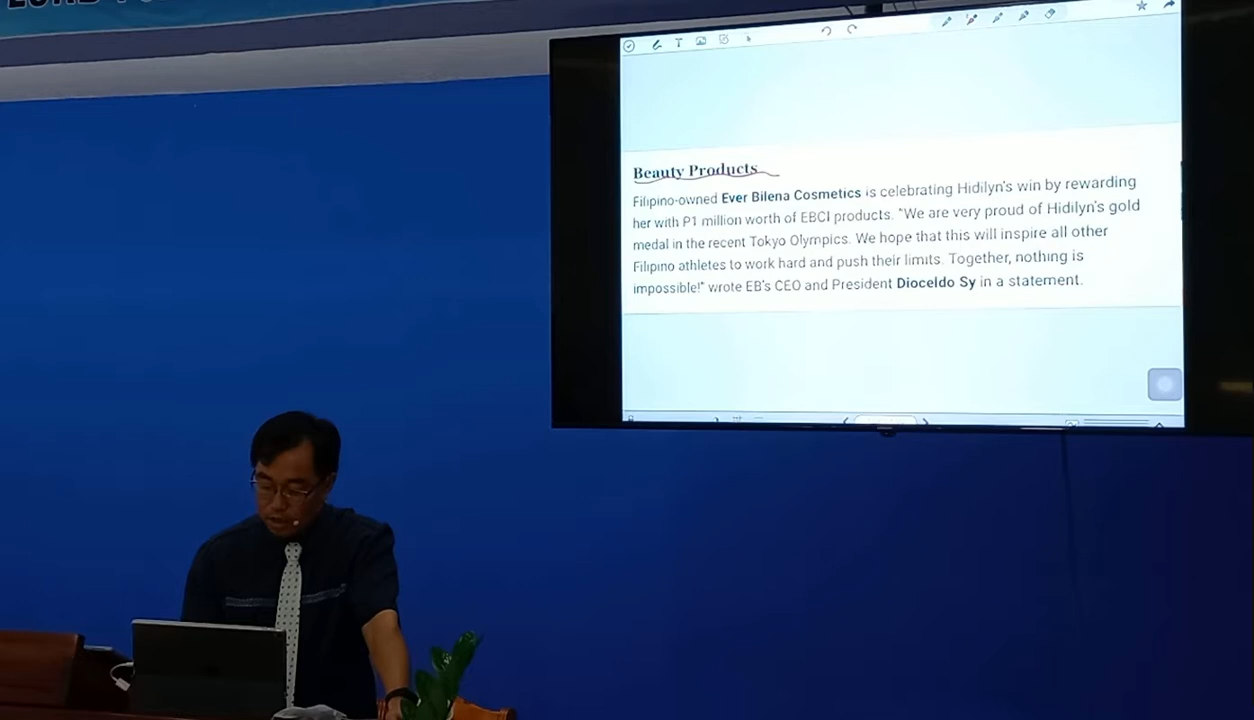 Beauty Products
Filipino-owned Ever Bilena Cosmetics is celebrating Hidilyn's win by rewarding
her with P1 million worth of EBCI products. "We are very proud of Hidilyn's gold
medal in the recent Tokyo Olympics. We hope that this will inspire all other
Filipino athletes to work hard and push their limits. Together, nothing is
impossible!" wrote EB's CEO and President Dioceldo Sy in a statement.